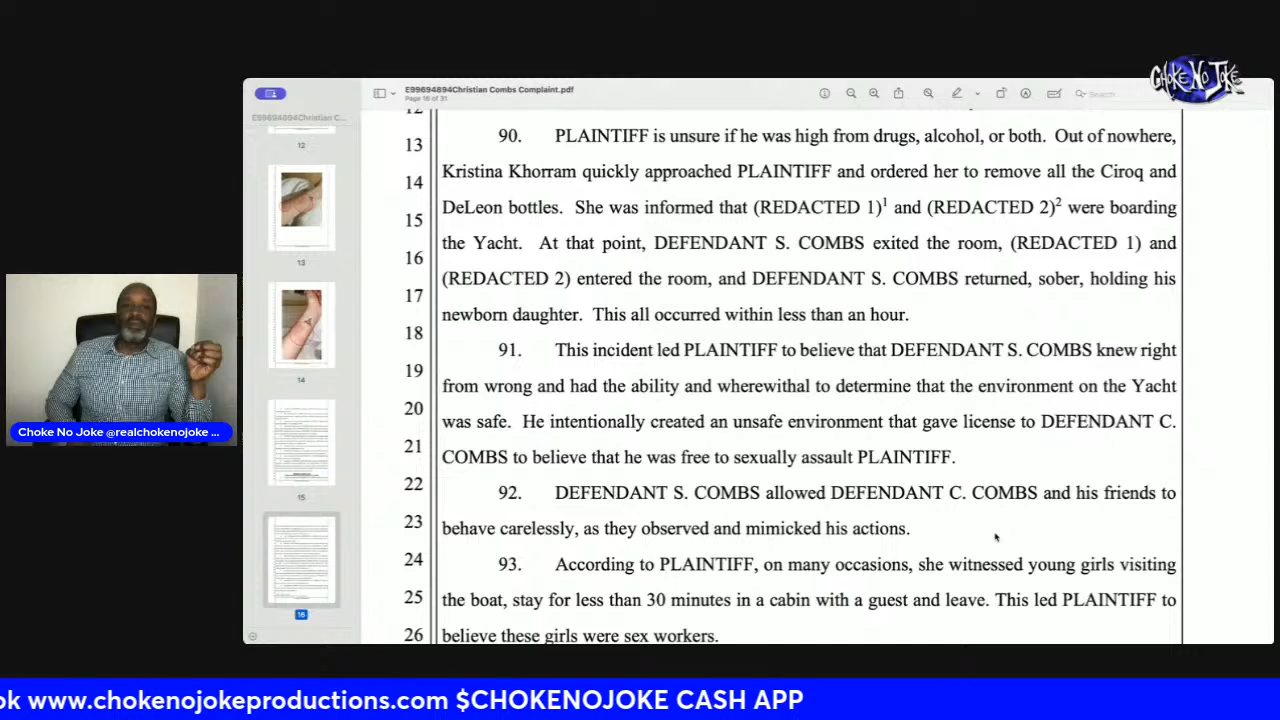 CHOKE NO JOKE
E99694894Christian Combs Complaint.pdf
Page 16 of 31
Search
E99694894Christian C...
12
13
14
15
16
12
13
14
15
16
17
18
19
20
21
22
23
24
25
26
90. PLAINTIFF is unsure if he was high from drugs, alcohol, or both. Out of nowhere,
Kristina Khorram quickly approached PLAINTIFF and ordered her to remove all the Ciroq and
DeLeon bottles. She was informed that (REDACTED 1)¹ and (REDACTED 2)² were boarding
the Yacht. At that point, DEFENDANT S. COMBS exited the room, (REDACTED 1) and
(REDACTED 2) entered the room, and DEFENDANT S. COMBS returned, sober, holding his
newborn daughter. This all occurred within less than an hour.
91. This incident led PLAINTIFF to believe that DEFENDANT S. COMBS knew right
from wrong and had the ability and wherewithal to determine that the environment on the Yacht
was safe. He intentionally created an unsafe environment that gave license to DEFENDANT C.
COMBS to believe that he was free to sexually assault PLAINTIFF.
92. DEFENDANT S. COMBS allowed DEFENDANT C. COMBS and his friends to
behave carelessly, as they observed and mimicked his actions.
93. According to PLAINTIFF, on many occasions, she witnessed young girls visiting
the boat, stay for less than 30 minutes in a cabin with a guest and leave. This led PLAINTIFF to
believe these girls were sex workers.
Choke No Joke @realchokenojoke ...
ok www.chokenojokeproductions.com $CHOKENOJOKE CASH APP